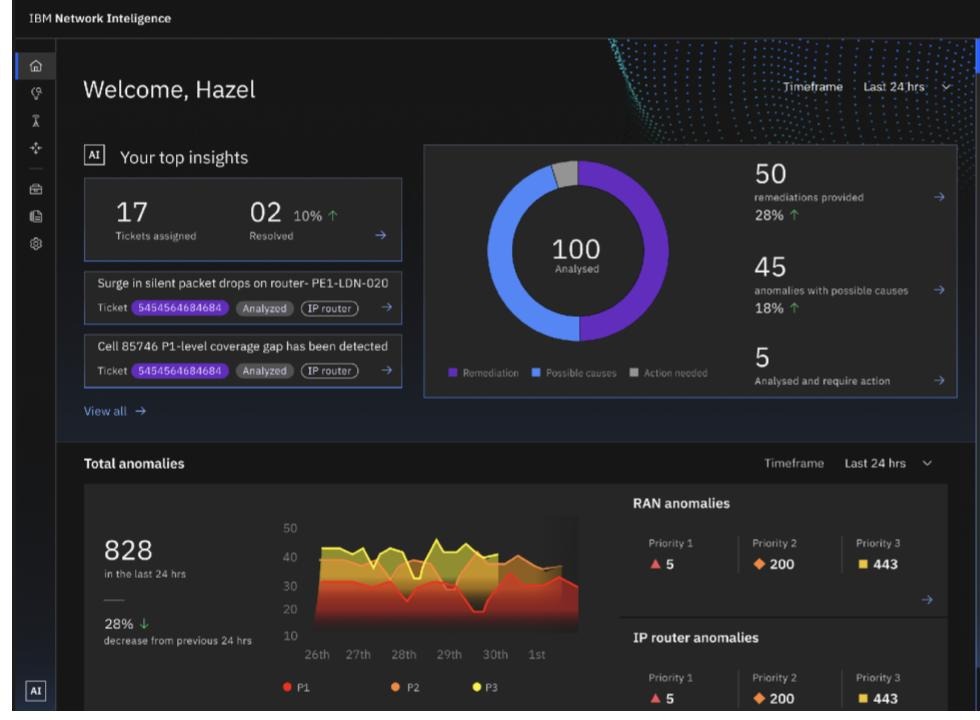 IBM Network Inteligence
Welcome, Hazel
Timeframe Last 24 hrs
AI Your top insights
17
Tickets assigned
02 10% ↑
Resolved
Surge in silent packet drops on router- PE1-LDN-020
Ticket 5454564684684 Analyzed IP router
Cell 85746 P1-level coverage gap has been detected
Ticket 5454564684684 Analyzed IP router
View all →
100
Analysed
Remediation Possible causes Action needed
50
remediations provided
28% ↑
45
anomalies with possible causes
18% ↑
5
Analysed and require action
Total anomalies
Timeframe Last 24 hrs
828
in the last 24 hrs
28% ↓
decrease from previous 24 hrs
50
40
30
20
10
26th 27th 28th 29th 30th 1st
P1 P2 P3
RAN anomalies
Priority 1 Priority 2 Priority 3
5 200 443
IP router anomalies
Priority 1 Priority 2 Priority 3
5 200 443
AI